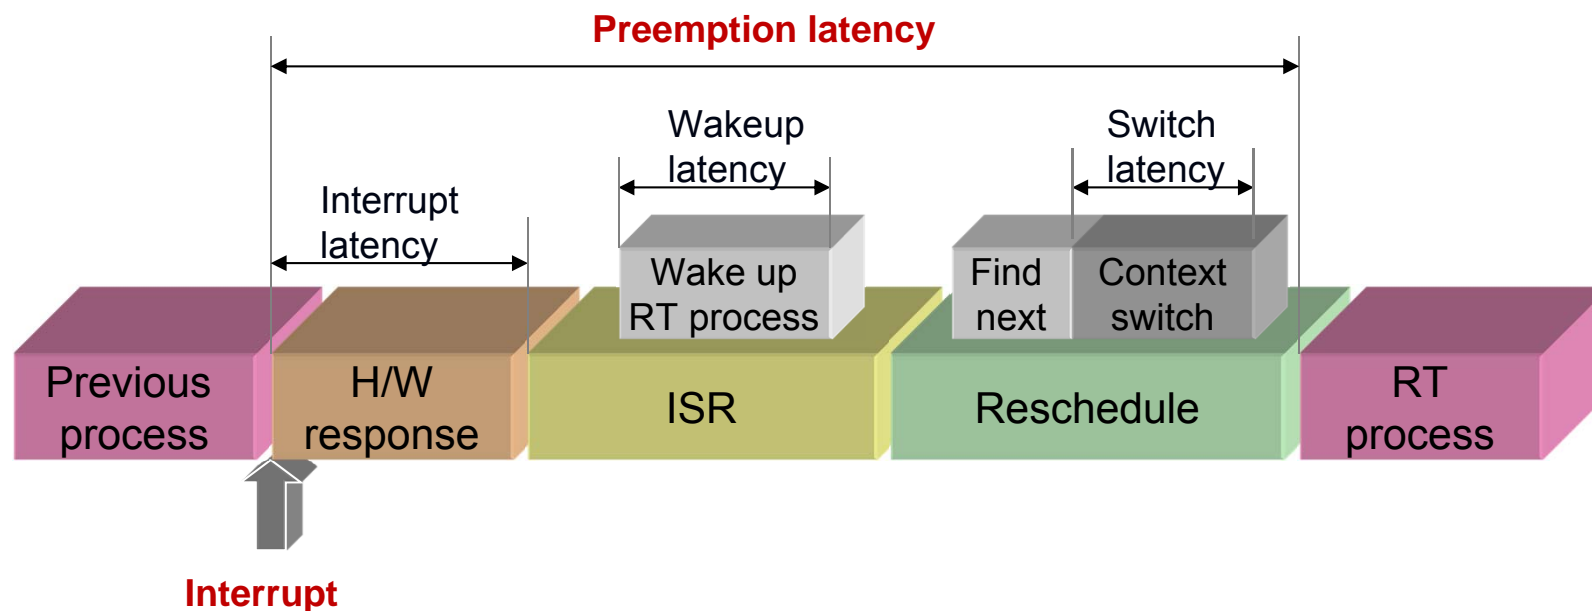 Preemption latency
Wakeup
latency
Switch
latency
Interrupt
latency
Wake up
RT process
Find
next
Context
switch
Previous
process
H/W
response
ISR
Reschedule
RT
process
Interrupt